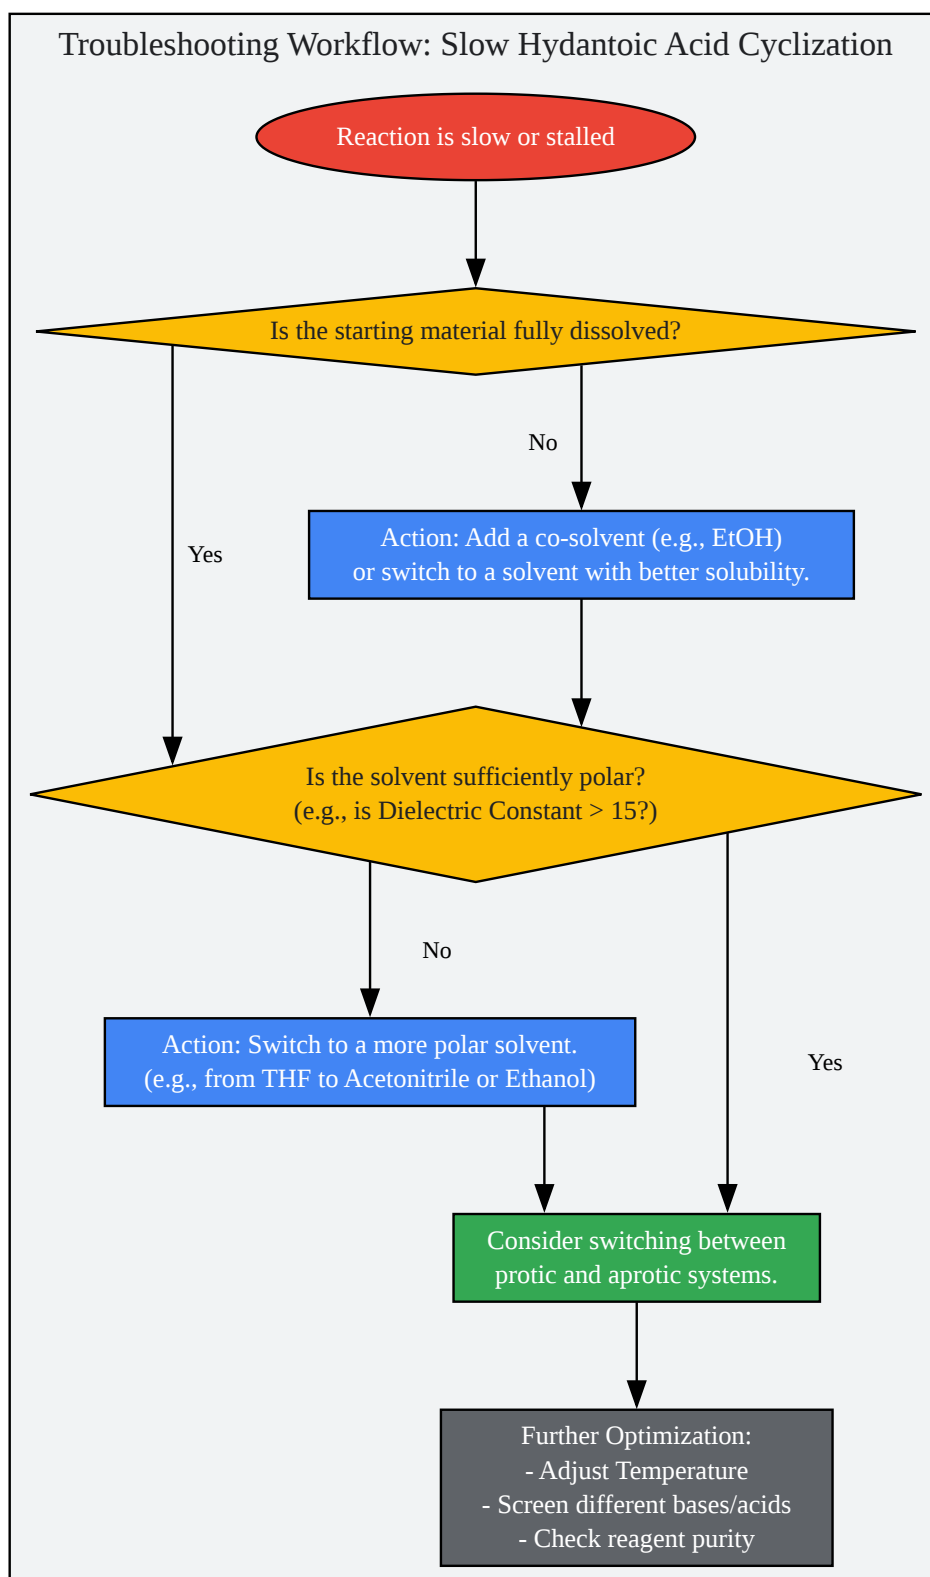 Troubleshooting Workflow: Slow Hydantoic Acid Cyclization
Reaction is slow or stalled
Is the starting material fully dissolved?
No
Action: Add a co-solvent (e.g., EtOH)
or switch to a solvent with better solubility.
Yes
Is the solvent sufficiently polar?
(e.g., is Dielectric Constant > 15?)
No
Action: Switch to a more polar solvent.
(e.g., from THF to Acetonitrile or Ethanol)
Yes
Consider switching between
protic and aprotic systems.
Further Optimization:
- Adjust Temperature
- Screen different bases/acids
- Check reagent purity